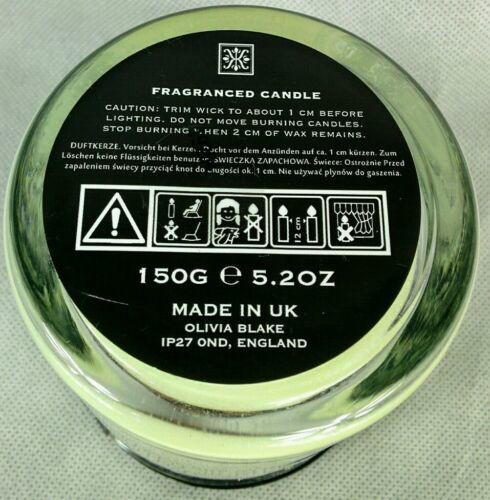 FRAGRANCED CANDLE
CAUTION: TRIM WICK TO ABOUT 1 CM BEFORE
LIGHTING. DO NOT MOVE BURNING CANDLES.
STOP BURNING WHEN 2 CM OF WAX REMAINS.
DUFTKERZE. Vorsicht bei Kerzen. Docht vor dem Anzünden auf ca. 1 cm kürzen. Zum
Löschen keine Flüssigkeiten ŚWIECZKA ZAPACHOWA. Świece: Ostrożnie Przed
zapaleniem świecy przyciąć knot do długości ok. 1 cm. Nie używać płynów do gaszenia.
12 cm
150G e 5.2OZ
MADE IN UK
OLIVIA BLAKE
IP27 0ND, ENGLAND